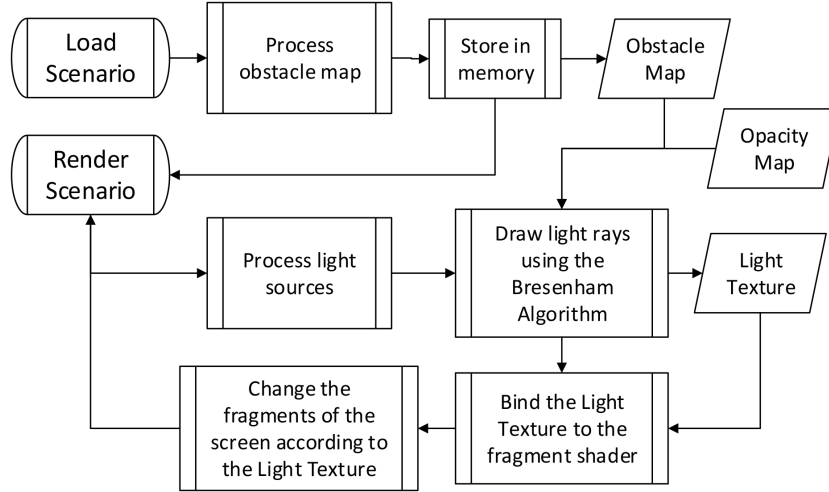 Load
Scenario
Process
obstacle map
Store in
memory
Obstacle
Map
Opacity
Map
Render
Scenario
Process light
sources
Draw light rays
using the
Bresenham
Algorithm
Light
Texture
Change the
fragments of the
screen according to
the Light Texture
Bind the Light
Texture to the
fragment shader